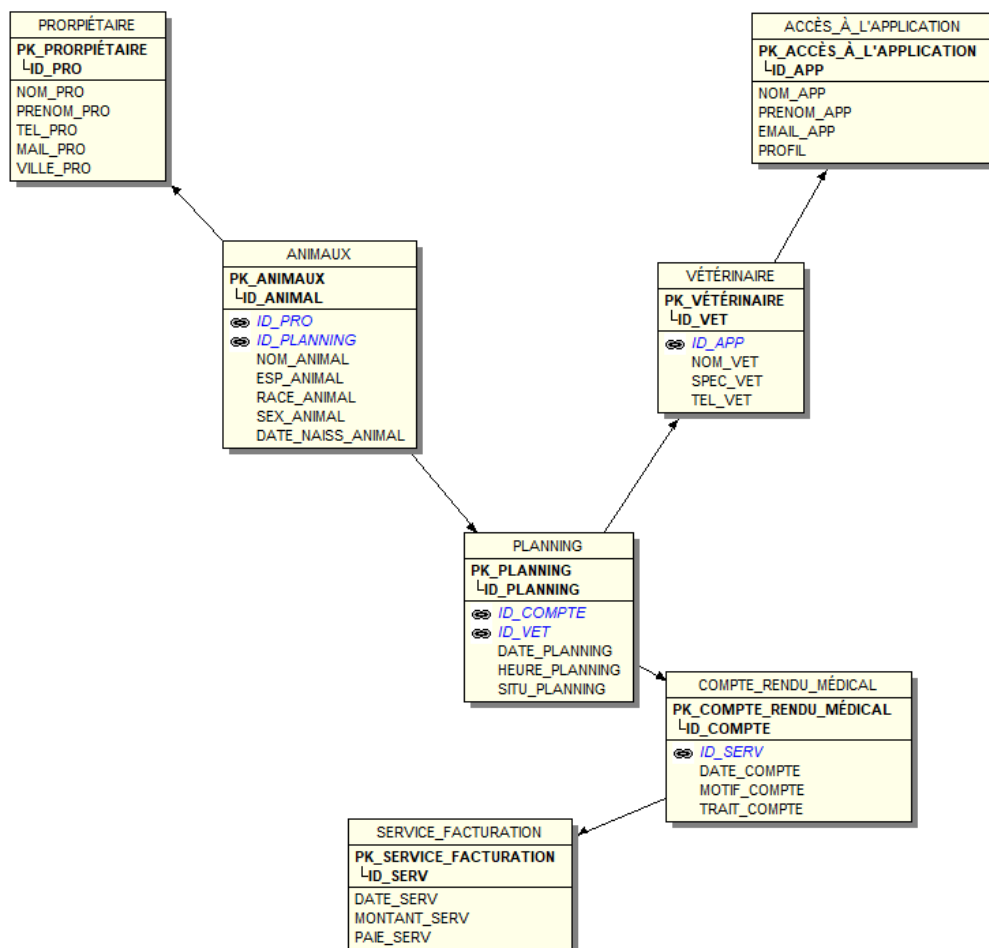 PRORPIÉTAIRE
PK_PRORPIÉTAIRE
ID_PRO
NOM_PRO
PRENOM_PRO
TEL_PRO
MAIL_PRO
VILLE_PRO
ACCÈS_À_L'APPLICATION
PK_ACCÈS_À_L'APPLICATION
ID_APP
NOM_APP
PRENOM_APP
EMAIL_APP
PROFIL
ANIMAUX
PK_ANIMAUX
ID_ANIMAL
ID_PRO
ID_PLANNING
NOM_ANIMAL
ESP_ANIMAL
RACE_ANIMAL
SEX_ANIMAL
DATE_NAISS_ANIMAL
VÉTÉRINAIRE
PK_VÉTÉRINAIRE
ID_VET
ID_APP
NOM_VET
SPEC_VET
TEL_VET
PLANNING
PK_PLANNING
ID_PLANNING
ID_COMPTE
ID_VET
DATE_PLANNING
HEURE_PLANNING
SITU_PLANNING
COMPTE_RENDU_MÉDICAL
PK_COMPTE_RENDU_MÉDICAL
ID_COMPTE
ID_SERV
DATE_COMPTE
MOTIF_COMPTE
TRAIT_COMPTE
SERVICE_FACTURATION
PK_SERVICE_FACTURATION
ID_SERV
DATE_SERV
MONTANT_SERV
PAIE_SERV